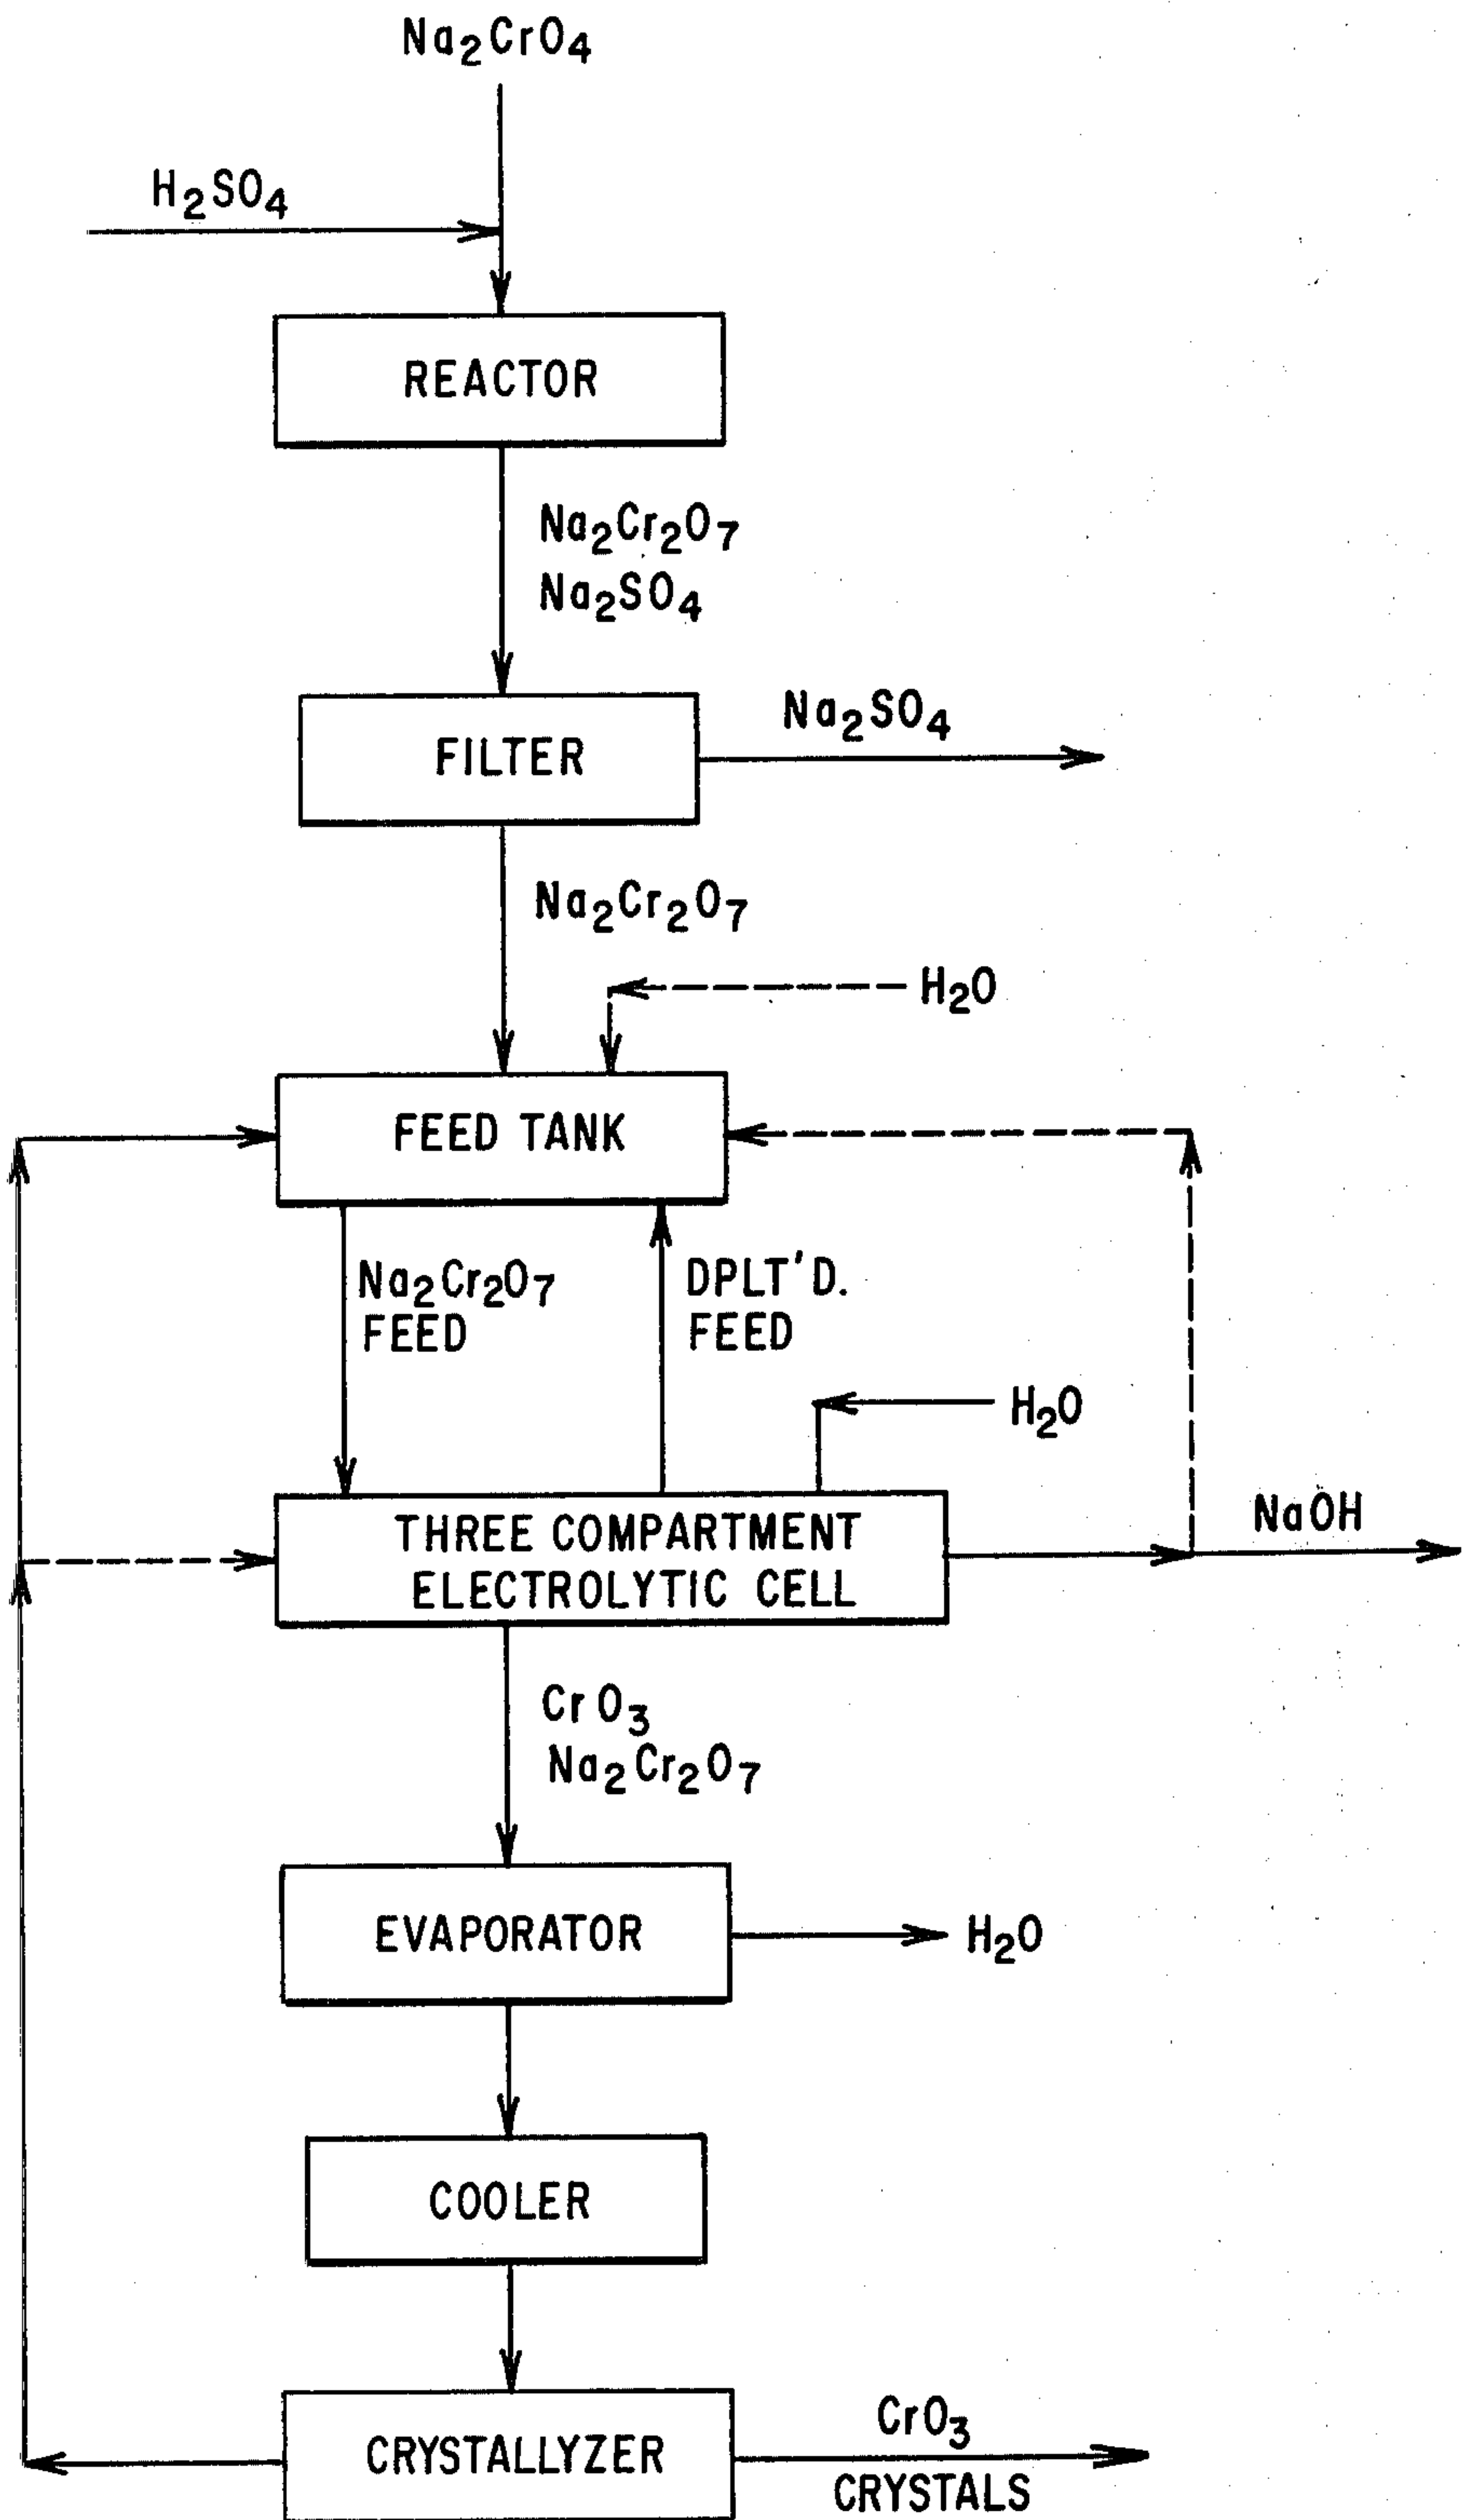 Na₂CrO₄
H₂SO₄
REACTOR
Na₂Cr₂O₇
Na₂SO₄
Na₂SO₄
FILTER
Na₂Cr₂O₇
H₂O
FEED TANK
Na₂Cr₂O₇
FEED
DPLT'D.
FEED
H₂O
THREE COMPARTMENT
ELECTROLYTIC CELL
NaOH
CrO₃
Na₂Cr₂O₇
EVAPORATOR
H₂O
COOLER
CRYSTALLYZER
CrO₃
CRYSTALS